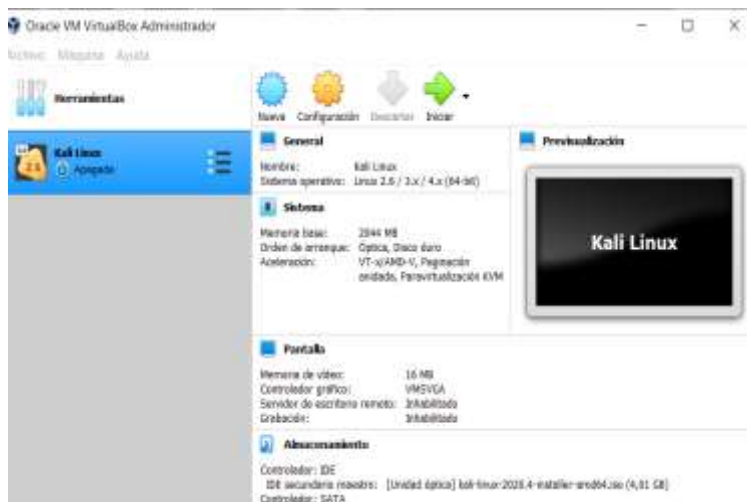 Oracle VM VirtualBox Administrador
Archivo Máquina Ayuda
Herramientas
Nueva Configuración Descartar Iniciar
Kali Linux
Apagada
General
Nombre: Kali Linux
Sistema operativo: Linux 2.6 / 3.x / 4.x (64-bit)
Sistema
Memoria base: 2044 MB
Orden de arranque: Óptica, Disco duro
Aceleración: VT-x/AMD-V, Paginación
anidada, Paravirtualización KVM
Previsualización
Kali Linux
Pantalla
Memoria de vídeo: 16 MB
Controlador gráfico: VMSVGA
Servidor de escritorio remoto: Inhabilitado
Grabación: Inhabilitado
Almacenamiento
Controlador: IDE
IDE secundario maestro: [Unidad óptica] kali-linux-2020.4-installer-amd64.iso (4,01 GB)
Controlador: SATA